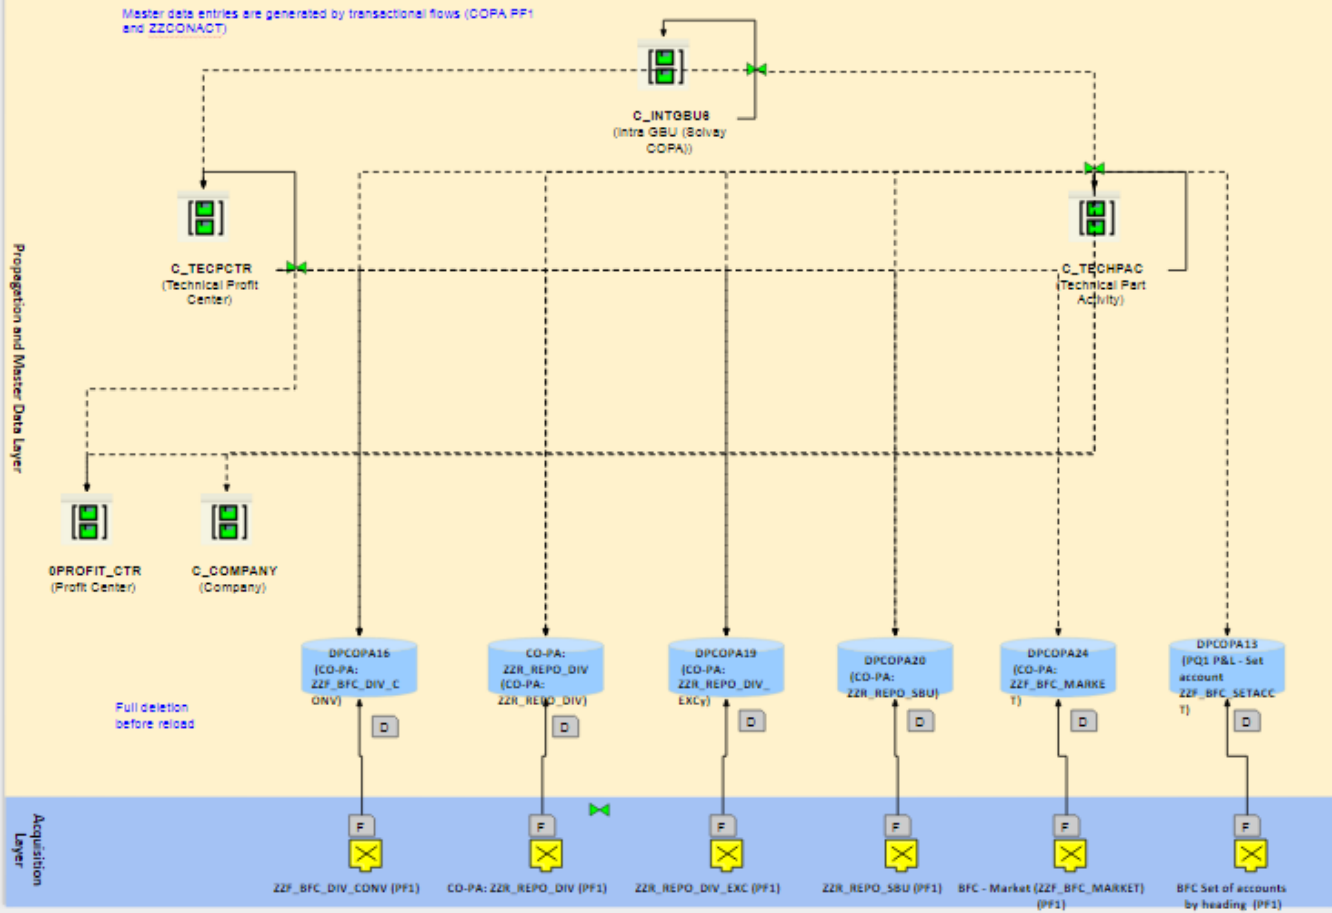 Master data entries are generated by transactional flows (COPA PF1
and ZZCONACT)
C_INTGBU6
(Intra GBU (Solvay
COPA))
C_TECPCTR
(Technical Profit
Center)
C_TECHPAC
(Technical Part
Activity)
Propagation and Master Data Layer
0PROFIT_CTR
(Profit Center)
C_COMPANY
(Company)
DPCOPA16
(CO-PA:
ZZF_BFC_DIV_C
ONV)
CO-PA:
ZZR_REPO_DIV
(CO-PA:
ZZR_REPO_DIV)
DPCOPA19
(CO-PA:
ZZR_REPO_DIV_
EXCy)
DPCOPA20
(CO-PA:
ZZR_REPO_SBU)
DPCOPA24
(CO-PA:
ZZF_BFC_MARKE
T)
DPCOPA13
(PQ1 P&L - Set
account
ZZF_BFC_SETACC
T)
Full deletion
before reload
D
D
D
D
D
D
Acquisition
Layer
F
F
F
F
F
F
ZZF_BFC_DIV_CONV (PF1)
CO-PA: ZZR_REPO_DIV (PF1)
ZZR_REPO_DIV_EXC (PF1)
ZZR_REPO_SBU (PF1)
BFC - Market (ZZF_BFC_MARKET)
(PF1)
BFC Set of accounts
by heading (PF1)